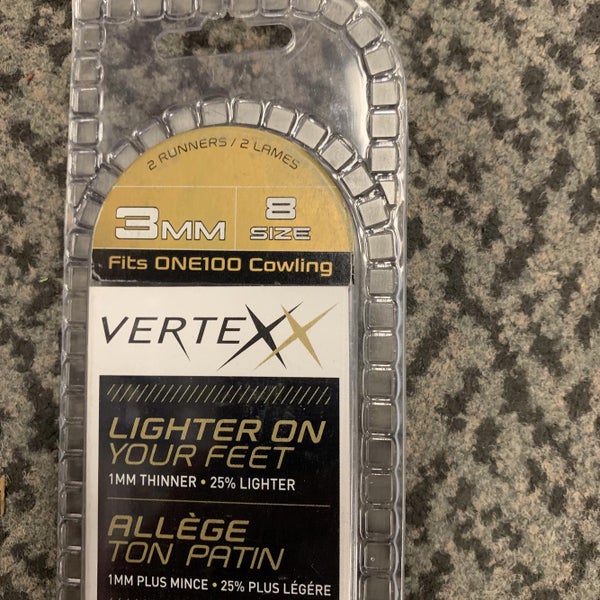 2 RUNNERS / 2 LAMES
3MM 8 SIZE
Fits ONE100 Cowling
VERTEXX
LIGHTER ON
YOUR FEET
1MM THINNER • 25% LIGHTER
ALLÈGE
TON PATIN
1MM PLUS MINCE • 25% PLUS LÉGÉRE